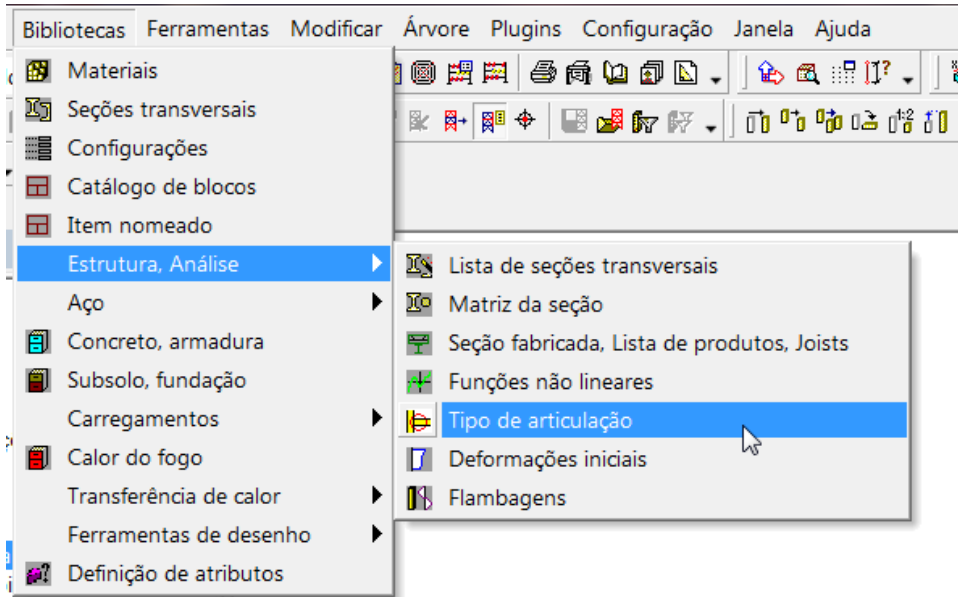 Bibliotecas Ferramentas Modificar Árvore Plugins Configuração Janela Ajuda
Materiais
Seções transversais
Configurações
Catálogo de blocos
Item nomeado
Estrutura, Análise
Aço
Concreto, armadura
Subsolo, fundação
Carregamentos
Calor do fogo
Transferência de calor
Ferramentas de desenho
Definição de atributos
Lista de seções transversais
Matriz da seção
Seção fabricada, Lista de produtos, Joists
Funções não lineares
Tipo de articulação
Deformações iniciais
Flambagens